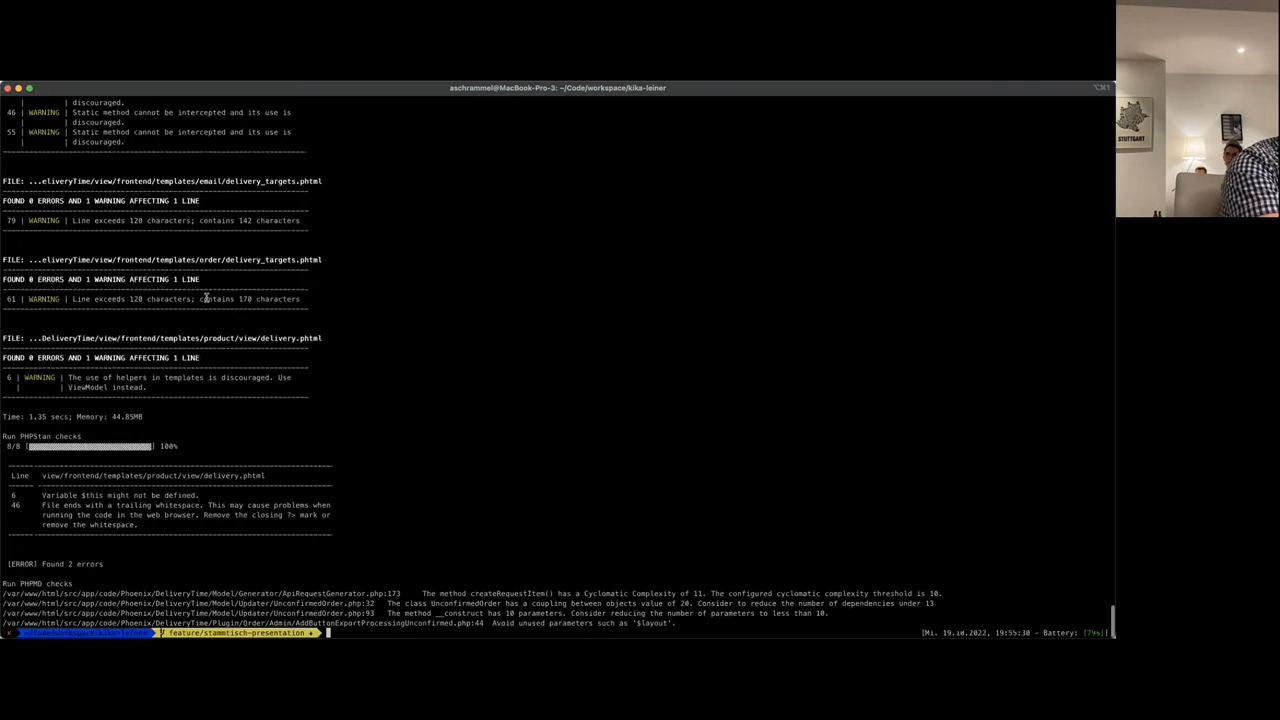 aschrammel@MacBook-Pro-3: ~/Code/workspace/kika-leiner
⌥⌘1
| | discouraged.
46 | WARNING | Static method cannot be intercepted and its use is
| | discouraged.
55 | WARNING | Static method cannot be intercepted and its use is
| | discouraged.
FILE: ...eliveryTime/view/frontend/templates/email/delivery_targets.phtml
FOUND 0 ERRORS AND 1 WARNING AFFECTING 1 LINE
79 | WARNING | Line exceeds 120 characters; contains 142 characters
FILE: ...eliveryTime/view/frontend/templates/order/delivery_targets.phtml
FOUND 0 ERRORS AND 1 WARNING AFFECTING 1 LINE
61 | WARNING | Line exceeds 120 characters; contains 170 characters
FILE: ...DeliveryTime/view/frontend/templates/product/view/delivery.phtml
FOUND 0 ERRORS AND 1 WARNING AFFECTING 1 LINE
6 | WARNING | The use of helpers in templates is discouraged. Use
| | ViewModel instead.
Time: 1.35 secs; Memory: 44.85MB
Run PHPStan checks
8/8 [ ] 100%
Line view/frontend/templates/product/view/delivery.phtml
6 Variable $this might not be defined.
46 File ends with a trailing whitespace. This may cause problems when
running the code in the web browser. Remove the closing ?> mark or
remove the whitespace.
[ERROR] Found 2 errors
Run PHPMD checks
/var/www/html/src/app/code/Phoenix/DeliveryTime/Model/Generator/ApiRequestGenerator.php:173 The method createRequestItem() has a Cyclomatic Complexity of 11. The configured cyclomatic complexity threshold is 10.
/var/www/html/src/app/code/Phoenix/DeliveryTime/Model/Updater/UnconfirmedOrder.php:32 The class UnconfirmedOrder has a coupling between objects value of 20. Consider to reduce the number of dependencies under 13.
/var/www/html/src/app/code/Phoenix/DeliveryTime/Model/Updater/UnconfirmedOrder.php:93 The method __construct has 10 parameters. Consider reducing the number of parameters to less than 10.
/var/www/html/src/app/code/Phoenix/DeliveryTime/Plugin/Order/Admin/AddButtonExportProcessingUnconfirmed.php:44 Avoid unused parameters such as '$layout'.
x ~/Code/workspace/kika-leiner feature/stammtisch-presentation + [Mi. 19.10.2022, 19:55:30 - Battery: [79%]]
STUTTGART